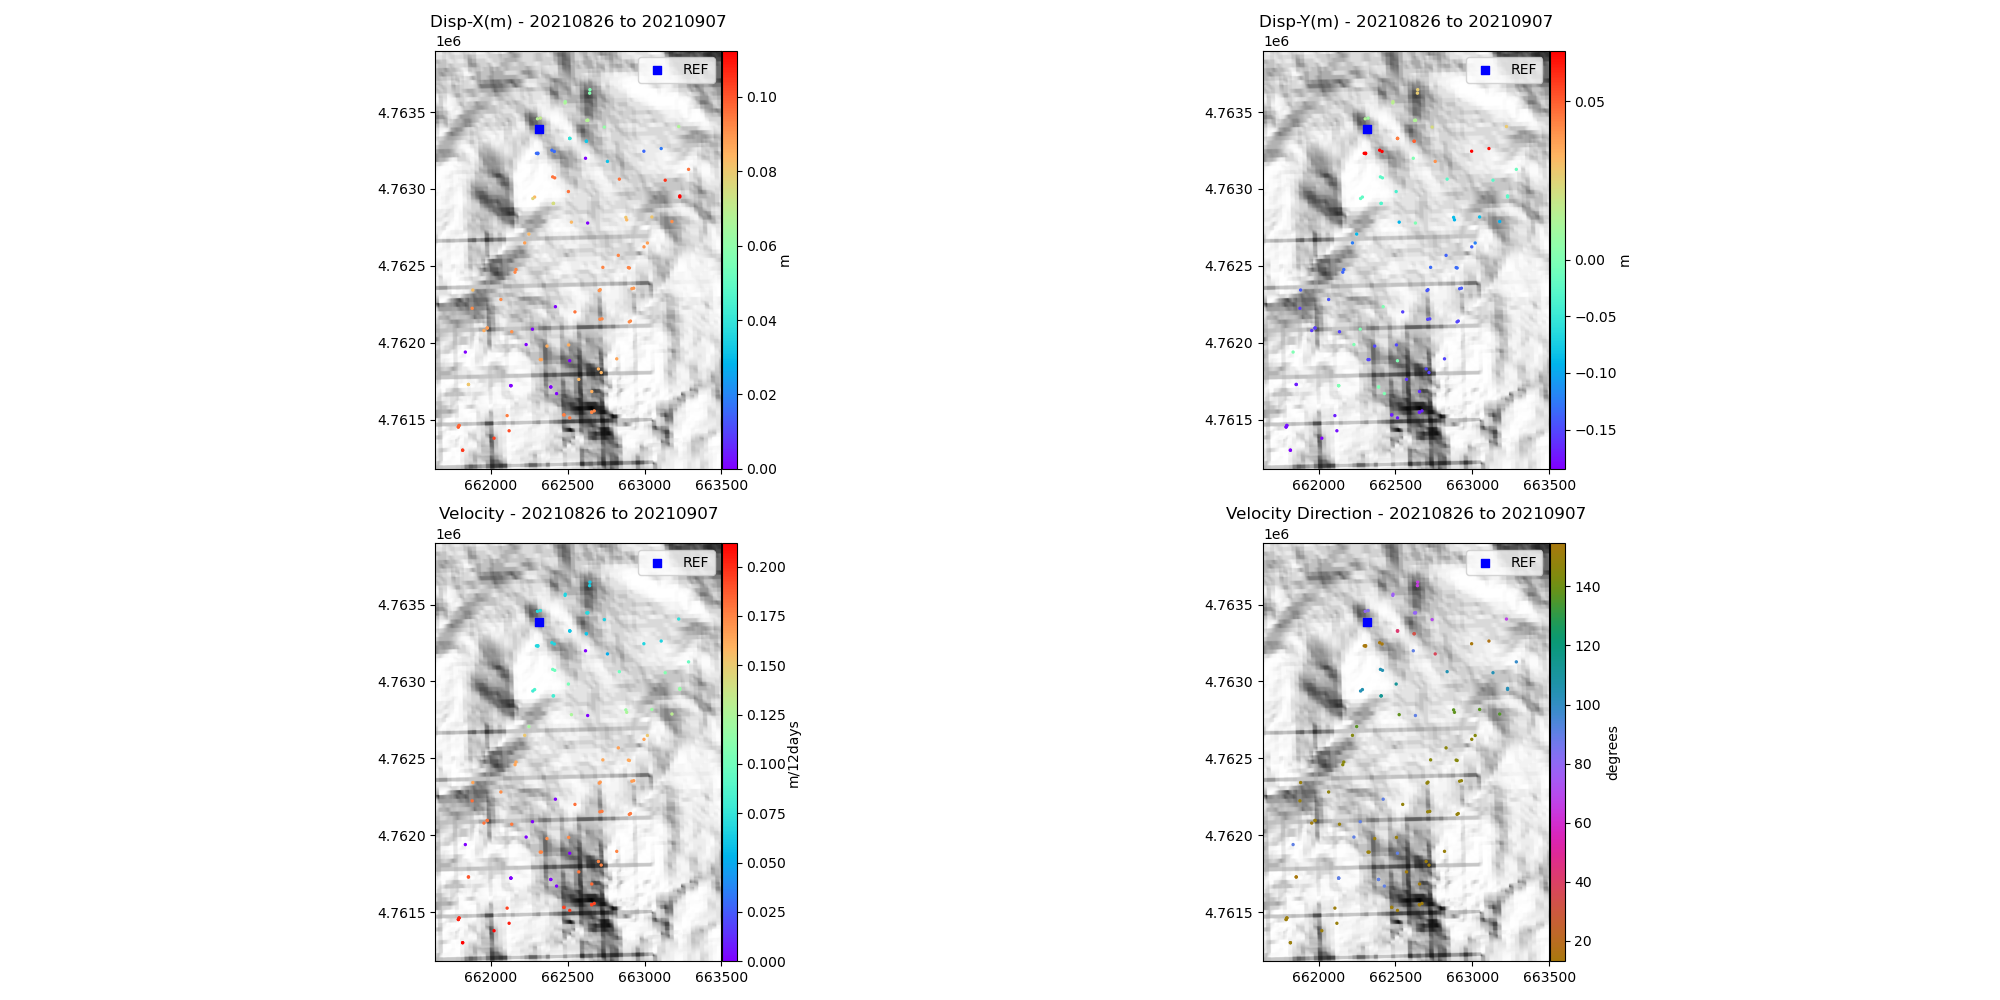 Disp-X(m) - 20210826 to 20210907
1e6
REF
4.7635
4.7630
4.7625
4.7620
4.7615
662000 662500 663000 663500
0.10
0.08
0.06
0.04
0.02
0.00
m
Disp-Y(m) - 20210826 to 20210907
1e6
REF
4.7635
4.7630
4.7625
4.7620
4.7615
662000 662500 663000 663500
0.05
0.00
−0.05
−0.10
−0.15
m
Velocity - 20210826 to 20210907
1e6
REF
4.7635
4.7630
4.7625
4.7620
4.7615
662000 662500 663000 663500
0.200
0.175
0.150
0.125
0.100
0.075
0.050
0.025
0.000
m/12days
Velocity Direction - 20210826 to 20210907
1e6
REF
4.7635
4.7630
4.7625
4.7620
4.7615
662000 662500 663000 663500
140
120
100
80
60
40
20
degrees